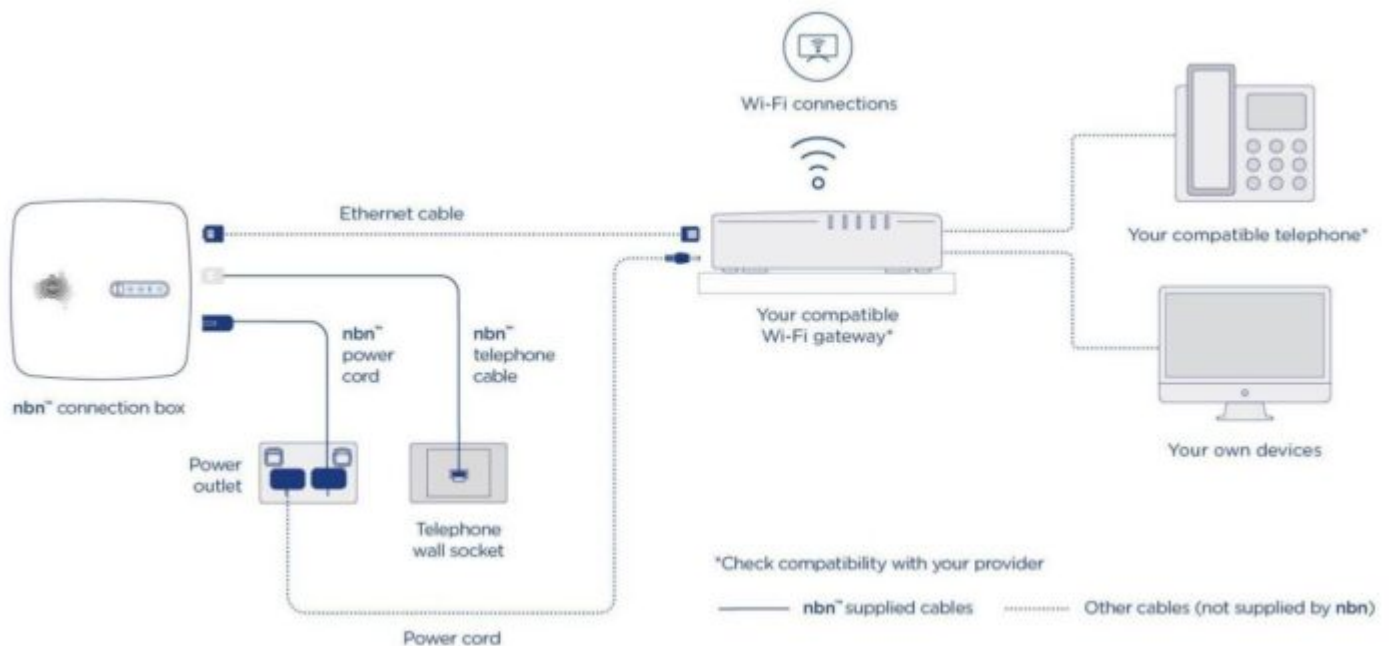 Wi-Fi connections
Ethernet cable
Your compatible telephone*
nbn™
power
cord
nbn™
telephone
cable
Your compatible
Wi-Fi gateway*
nbn™ connection box
Power
outlet
Your own devices
Telephone
wall socket
*Check compatibility with your provider
nbn™ supplied cables
Other cables (not supplied by nbn)
Power cord